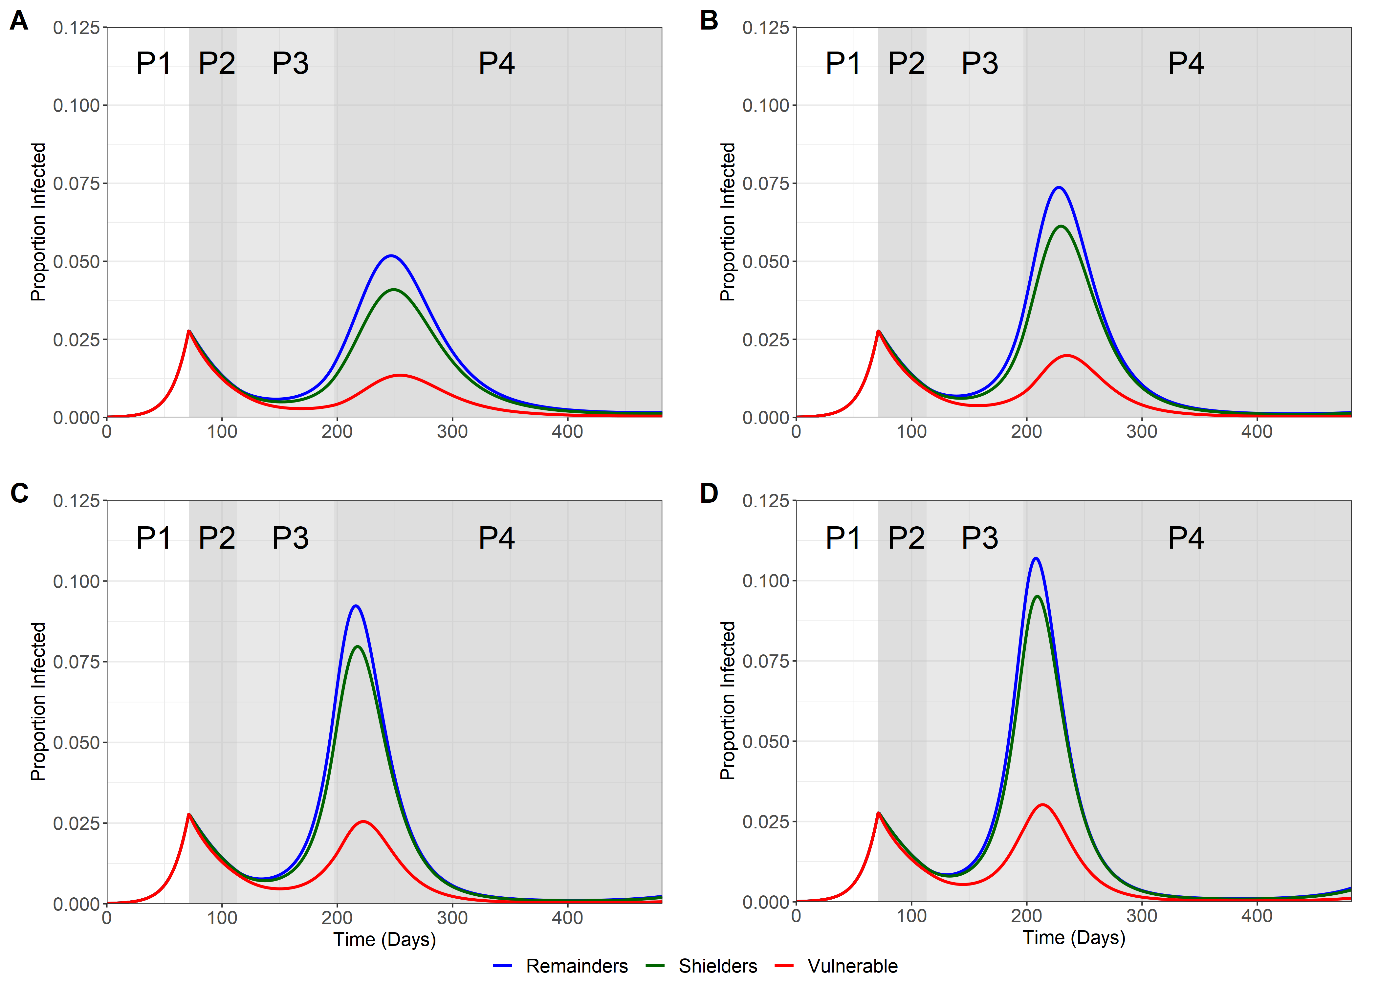 A
0.125
P1 P2 P3 P4
0.100
0.075
0.050
0.025
0.000
Proportion Infected
0 100 200 300 400
B
0.125
P1 P2 P3 P4
0.100
0.075
0.050
0.025
0.000
Proportion Infected
0 100 200 300 400
C
0.125
P1 P2 P3 P4
0.100
0.075
0.050
0.025
0.000
Proportion Infected
0 100 200 300 400
Time (Days)
D
0.125
P1 P2 P3 P4
0.100
0.075
0.050
0.025
0.000
Proportion Infected
0 100 200 300 400
Time (Days)
Remainders Shielders Vulnerable